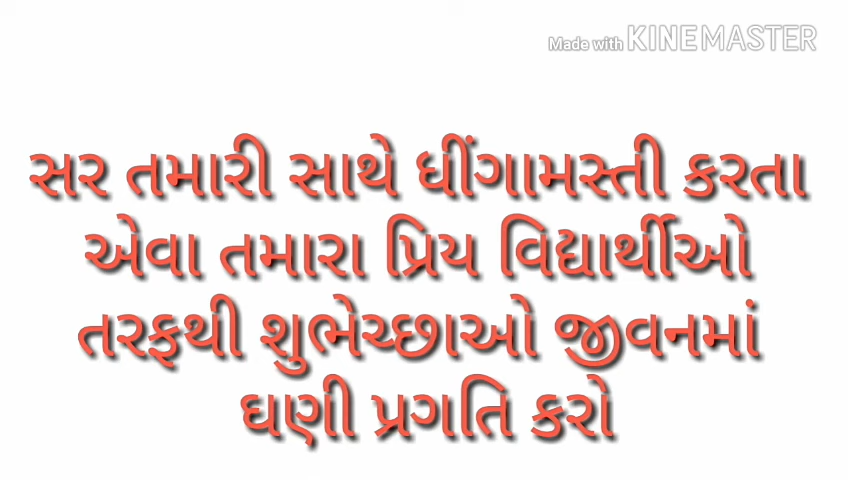 Made with KINEMASTER
સર તમારી સાથે ધીંગામસ્તી કરતા
એવા તમારા પ્રિય વિદ્યાર્થીઓ
તરફથી શુભેચ્છાઓ જીવનમાં
ઘણી પ્રગતિ કરો